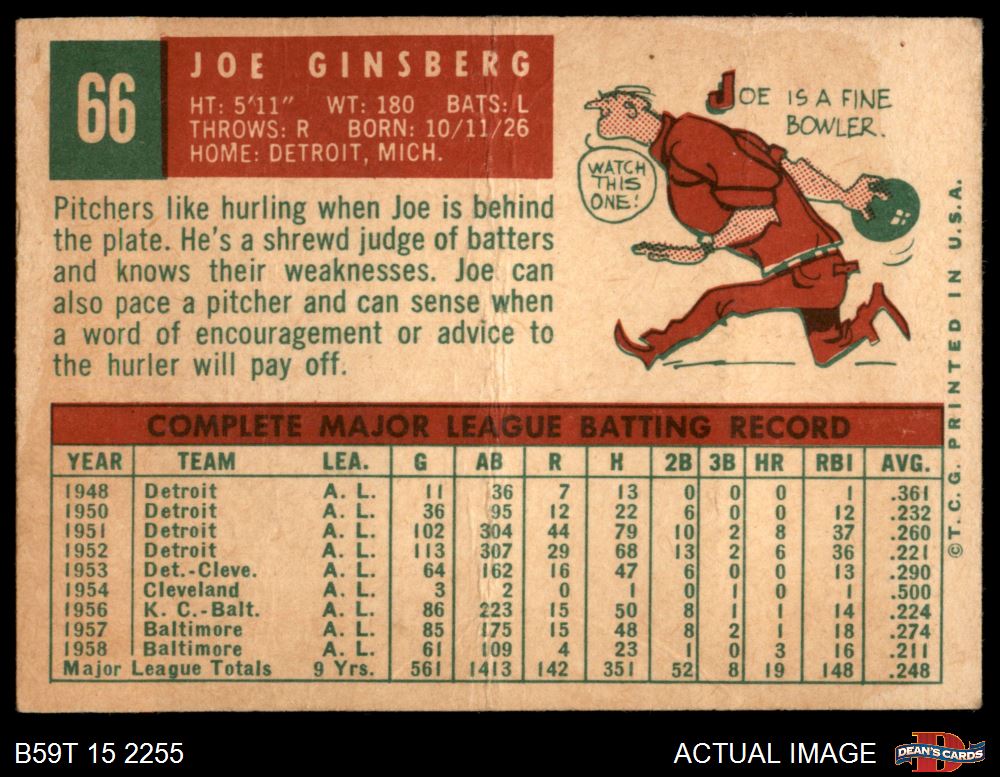 66
JOE GINSBERG
HT: 5'11" WT: 180 BATS: L
THROWS: R BORN: 10/11/26
HOME: DETROIT, MICH.
Pitchers like hurling when Joe is behind
the plate. He's a shrewd judge of batters
and knows their weaknesses. Joe can
also pace a pitcher and can sense when
a word of encouragement or advice to
the hurler will pay off.
JOE IS A FINE
BOWLER.
WATCH
THIS
ONE!
COMPLETE MAJOR LEAGUE BATTING RECORD
YEAR TEAM LEA. G AB R H 2B 3B HR RBI AVG.
1948 Detroit A. L. 11 36 7 13 0 0 0 1 .361
1950 Detroit A. L. 36 95 12 22 6 0 0 12 .232
1951 Detroit A. L. 102 304 44 79 10 2 8 37 .260
1952 Detroit A. L. 113 307 29 68 13 2 6 36 .221
1953 Det.-Cleve. A. L. 64 162 16 47 6 0 0 13 .290
1954 Cleveland A. L. 3 2 0 1 0 1 0 1 .500
1956 K. C.-Balt. A. L. 86 223 15 50 8 1 1 14 .224
1957 Baltimore A. L. 85 175 15 48 8 2 1 18 .274
1958 Baltimore A. L. 61 109 4 23 1 0 3 16 .211
Major League Totals 9 Yrs. 561 1413 142 351 52 8 19 148 .248
© T. C. G. PRINTED IN U. S. A.
B59T 15 2255
ACTUAL IMAGE
D
DEAN'S CARDS